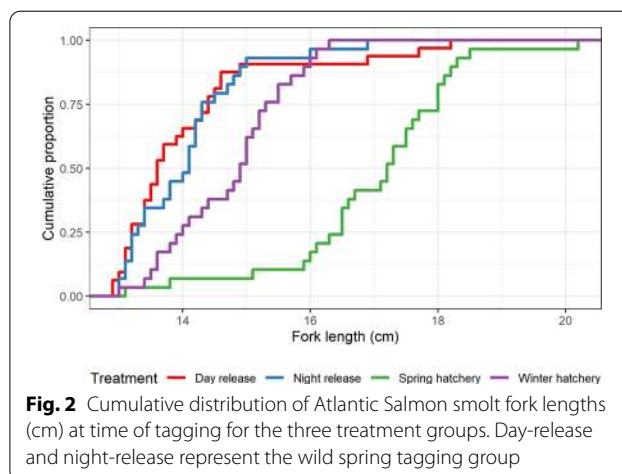 1.00
0.75
0.50
0.25
0.00
Cumulative proportion
14 16 18 20
Fork length (cm)
Treatment Day release Night release Spring hatchery Winter hatchery
Fig. 2 Cumulative distribution of Atlantic Salmon smolt fork lengths
(cm) at time of tagging for the three treatment groups. Day-release
and night-release represent the wild spring tagging group